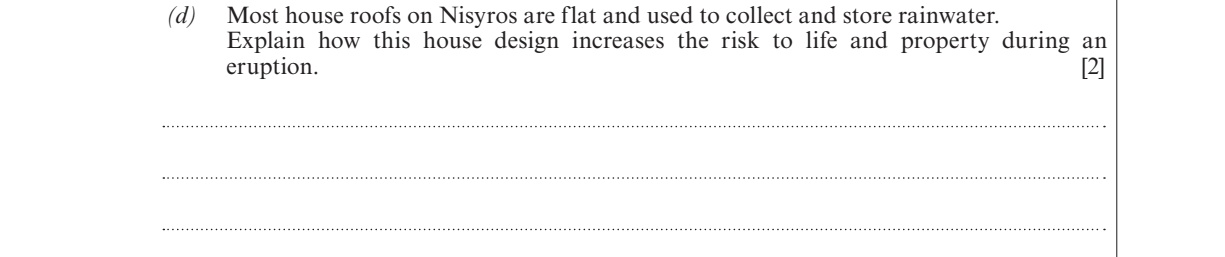 (d) Most house roofs on Nisyros are flat and used to collect and store rainwater.
Explain how this house design increases the risk to life and property during an
eruption. [2]